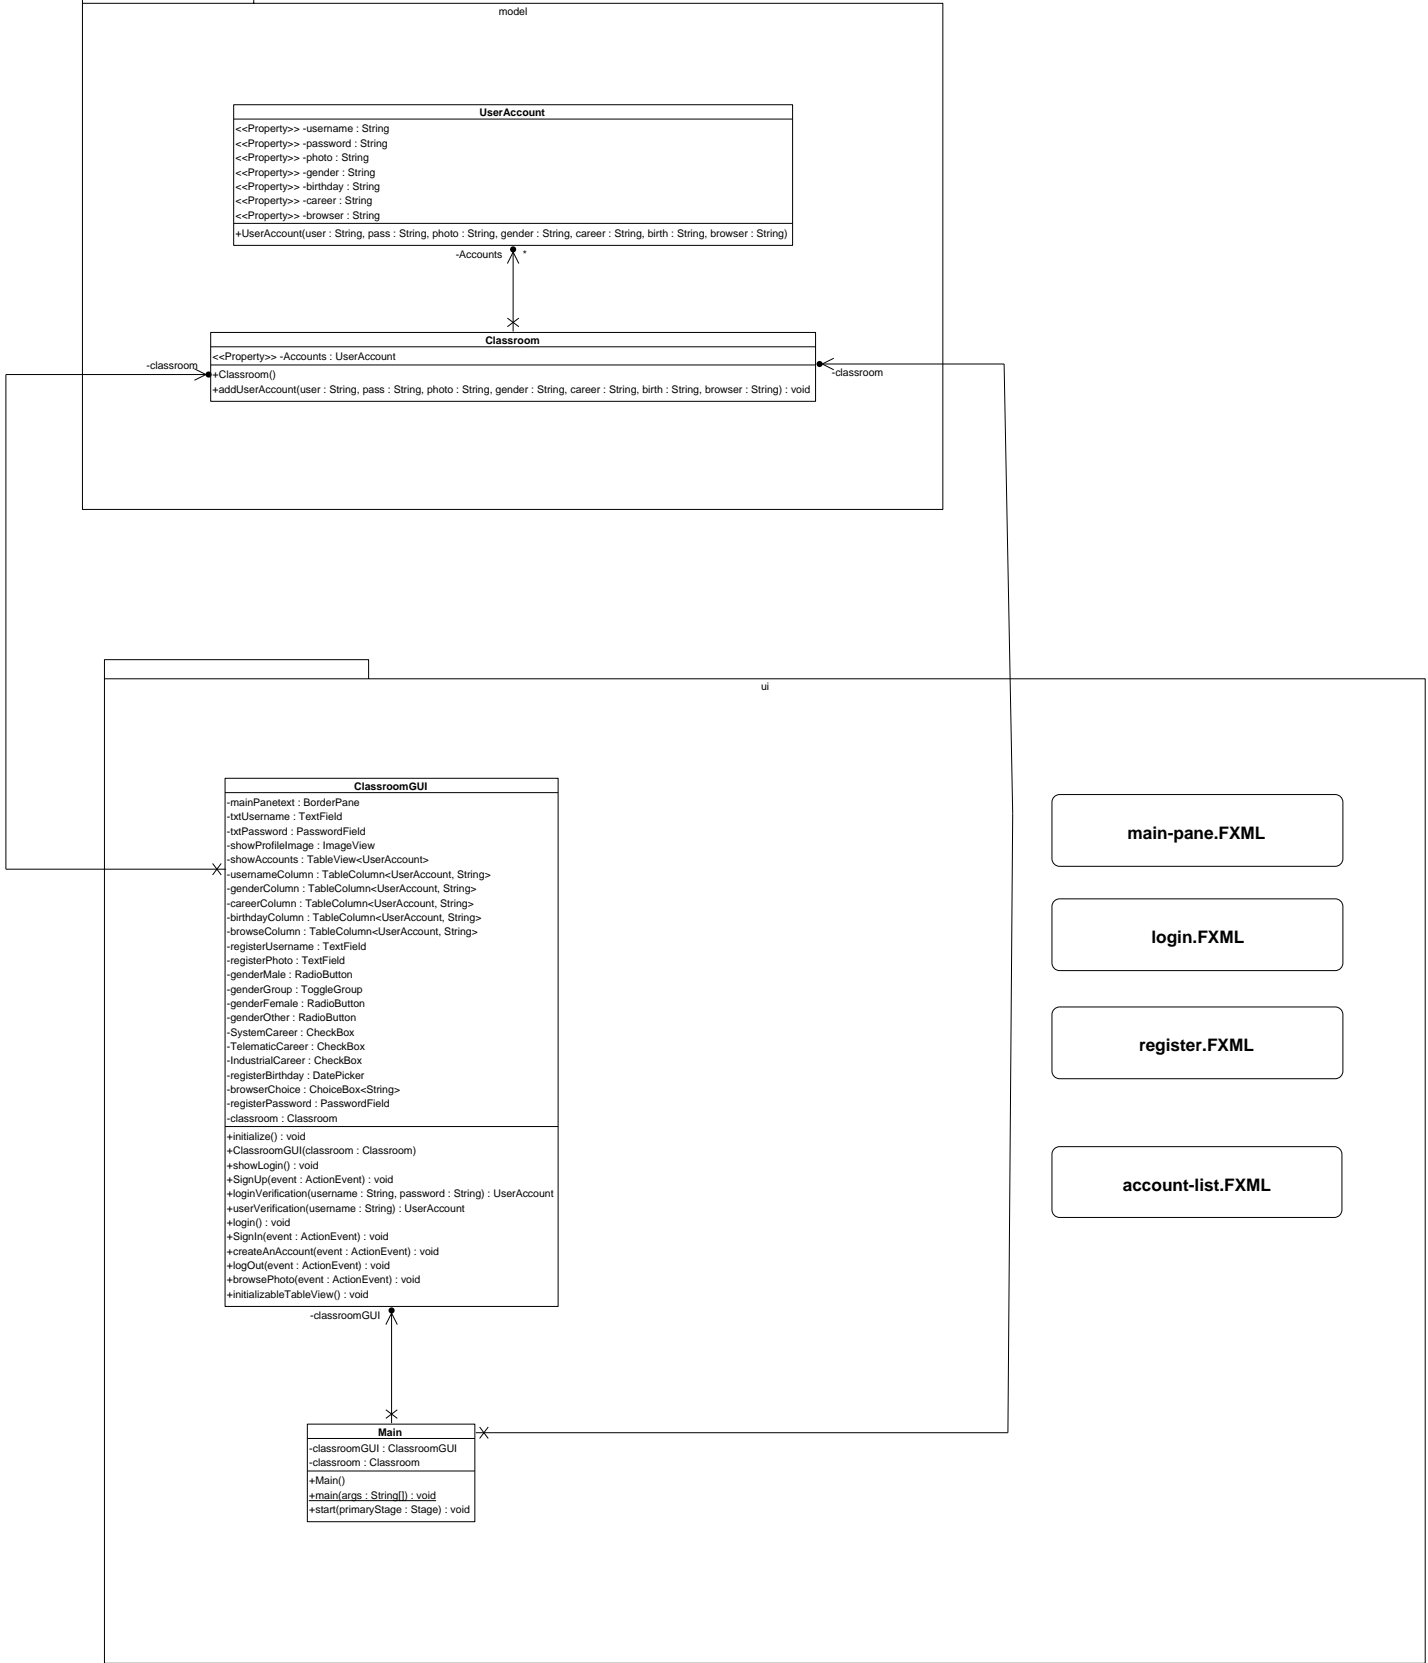 model
UserAccount
<<Property>> -username : String
<<Property>> -password : String
<<Property>> -photo : String
<<Property>> -gender : String
<<Property>> -birthday : String
<<Property>> -career : String
<<Property>> -browser : String
+UserAccount(user : String, pass : String, photo : String, gender : String, career : String, birth : String, browser : String)
-Accounts *
Classroom
<<Property>> -Accounts : UserAccount
+Classroom()
+addUserAccount(user : String, pass : String, photo : String, gender : String, career : String, birth : String, browser : String) : void
-classroom
-classroom
ui
ClassroomGUI
-mainPanetext : BorderPane
-txtUsername : TextField
-txtPassword : PasswordField
-showProfileImage : ImageView
-showAccounts : TableView<UserAccount>
-usernameColumn : TableColumn<UserAccount, String>
-genderColumn : TableColumn<UserAccount, String>
-careerColumn : TableColumn<UserAccount, String>
-birthdayColumn : TableColumn<UserAccount, String>
-browseColumn : TableColumn<UserAccount, String>
-registerUsername : TextField
-registerPhoto : TextField
-genderMale : RadioButton
-genderGroup : ToggleGroup
-genderFemale : RadioButton
-genderOther : RadioButton
-SystemCareer : CheckBox
-TelematicCareer : CheckBox
-IndustrialCareer : CheckBox
-registerBirthday : DatePicker
-browserChoice : ChoiceBox<String>
-registerPassword : PasswordField
-classroom : Classroom
+initialize() : void
+ClassroomGUI(classroom : Classroom)
+showLogin() : void
+SignUp(event : ActionEvent) : void
+loginVerification(username : String, password : String) : UserAccount
+userVerification(username : String) : UserAccount
+login() : void
+SignIn(event : ActionEvent) : void
+createAnAccount(event : ActionEvent) : void
+logOut(event : ActionEvent) : void
+browsePhoto(event : ActionEvent) : void
+initializableTableView() : void
-classroomGUI
Main
-classroomGUI : ClassroomGUI
-classroom : Classroom
+Main()
+main(args : String[]) : void
+start(primaryStage : Stage) : void
main-pane.FXML
login.FXML
register.FXML
account-list.FXML